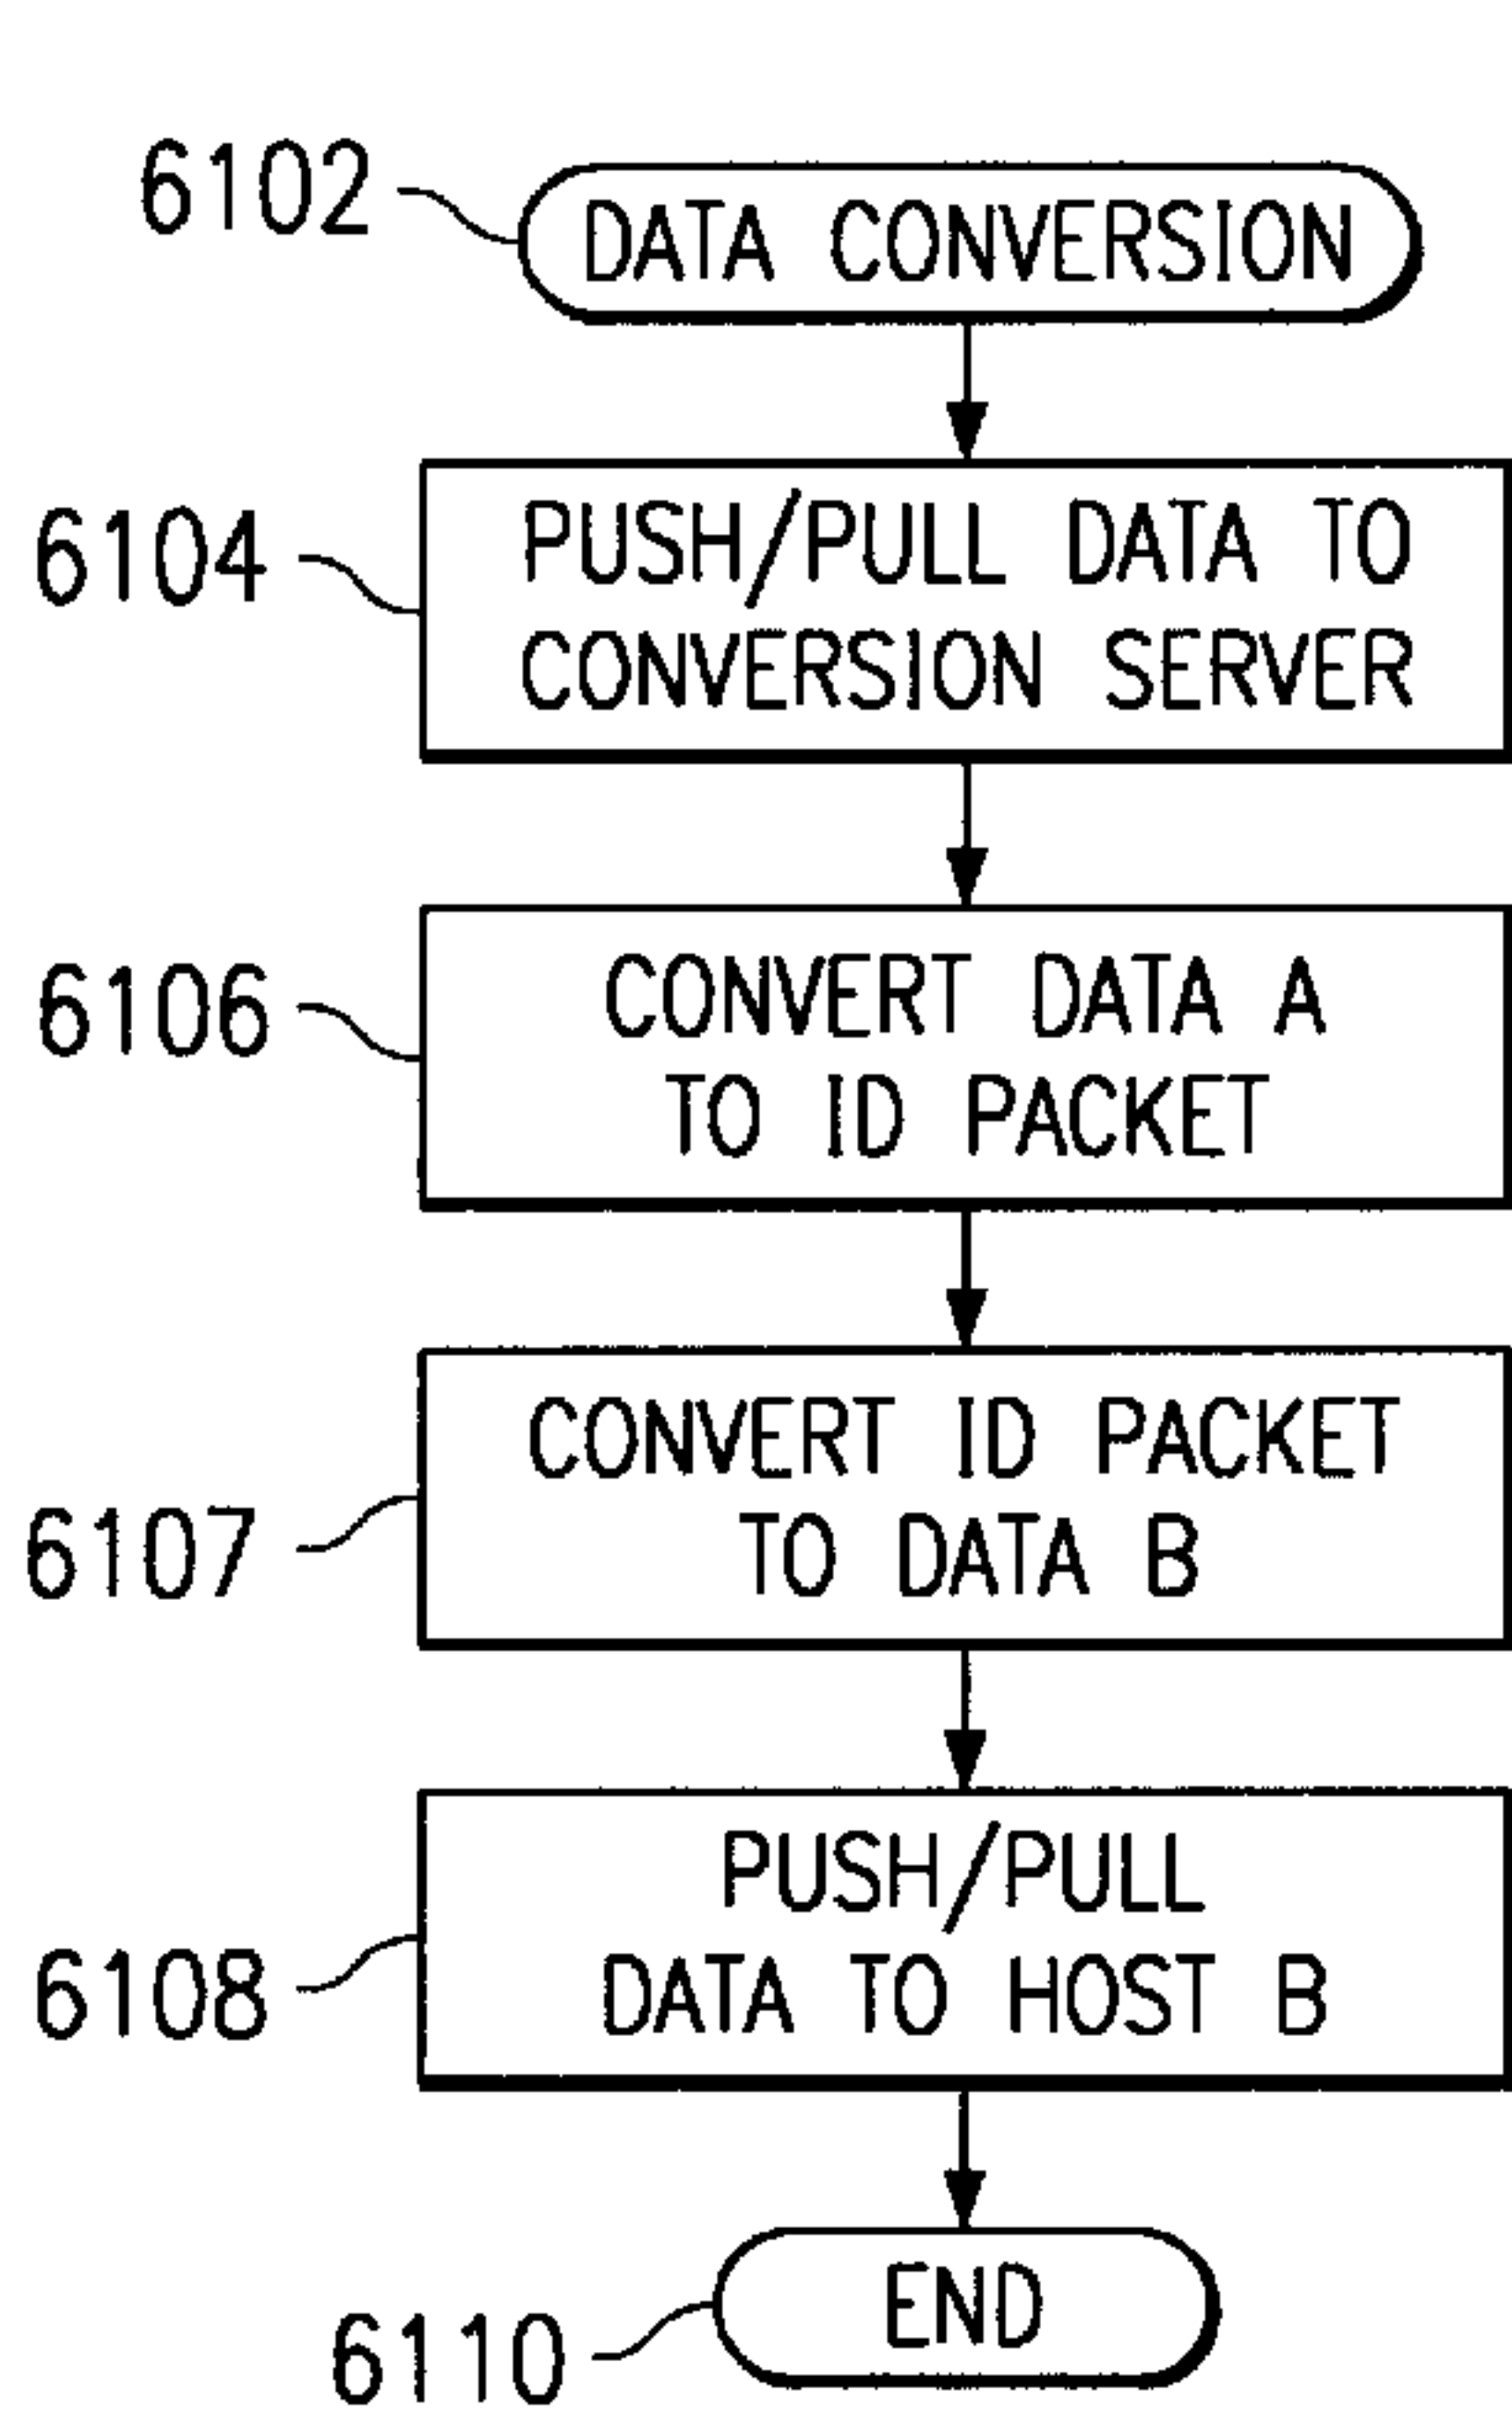 6102
DATA CONVERSION
6104
PUSH/PULL DATA TO
CONVERSION SERVER
6106
CONVERT DATA A
TO ID PACKET
6107
CONVERT ID PACKET
TO DATA B
6108
PUSH/PULL
DATA TO HOST B
6110
END